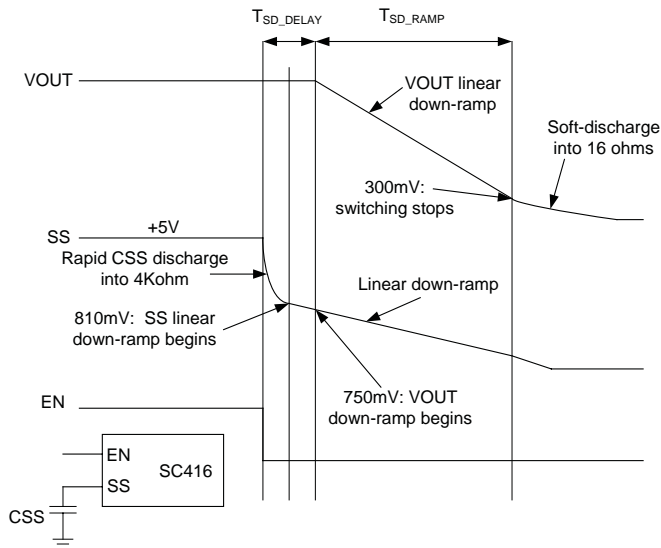 TSD_DELAY
TSD_RAMP
VOUT
VOUT linear
down-ramp
Soft-discharge
into 16 ohms
300mV:
switching stops
+5V
SS
Rapid CSS discharge
into 4Kohm
Linear down-ramp
810mV: SS linear
down-ramp begins
750mV: VOUT
down-ramp begins
EN
EN
SC416
SS
CSS